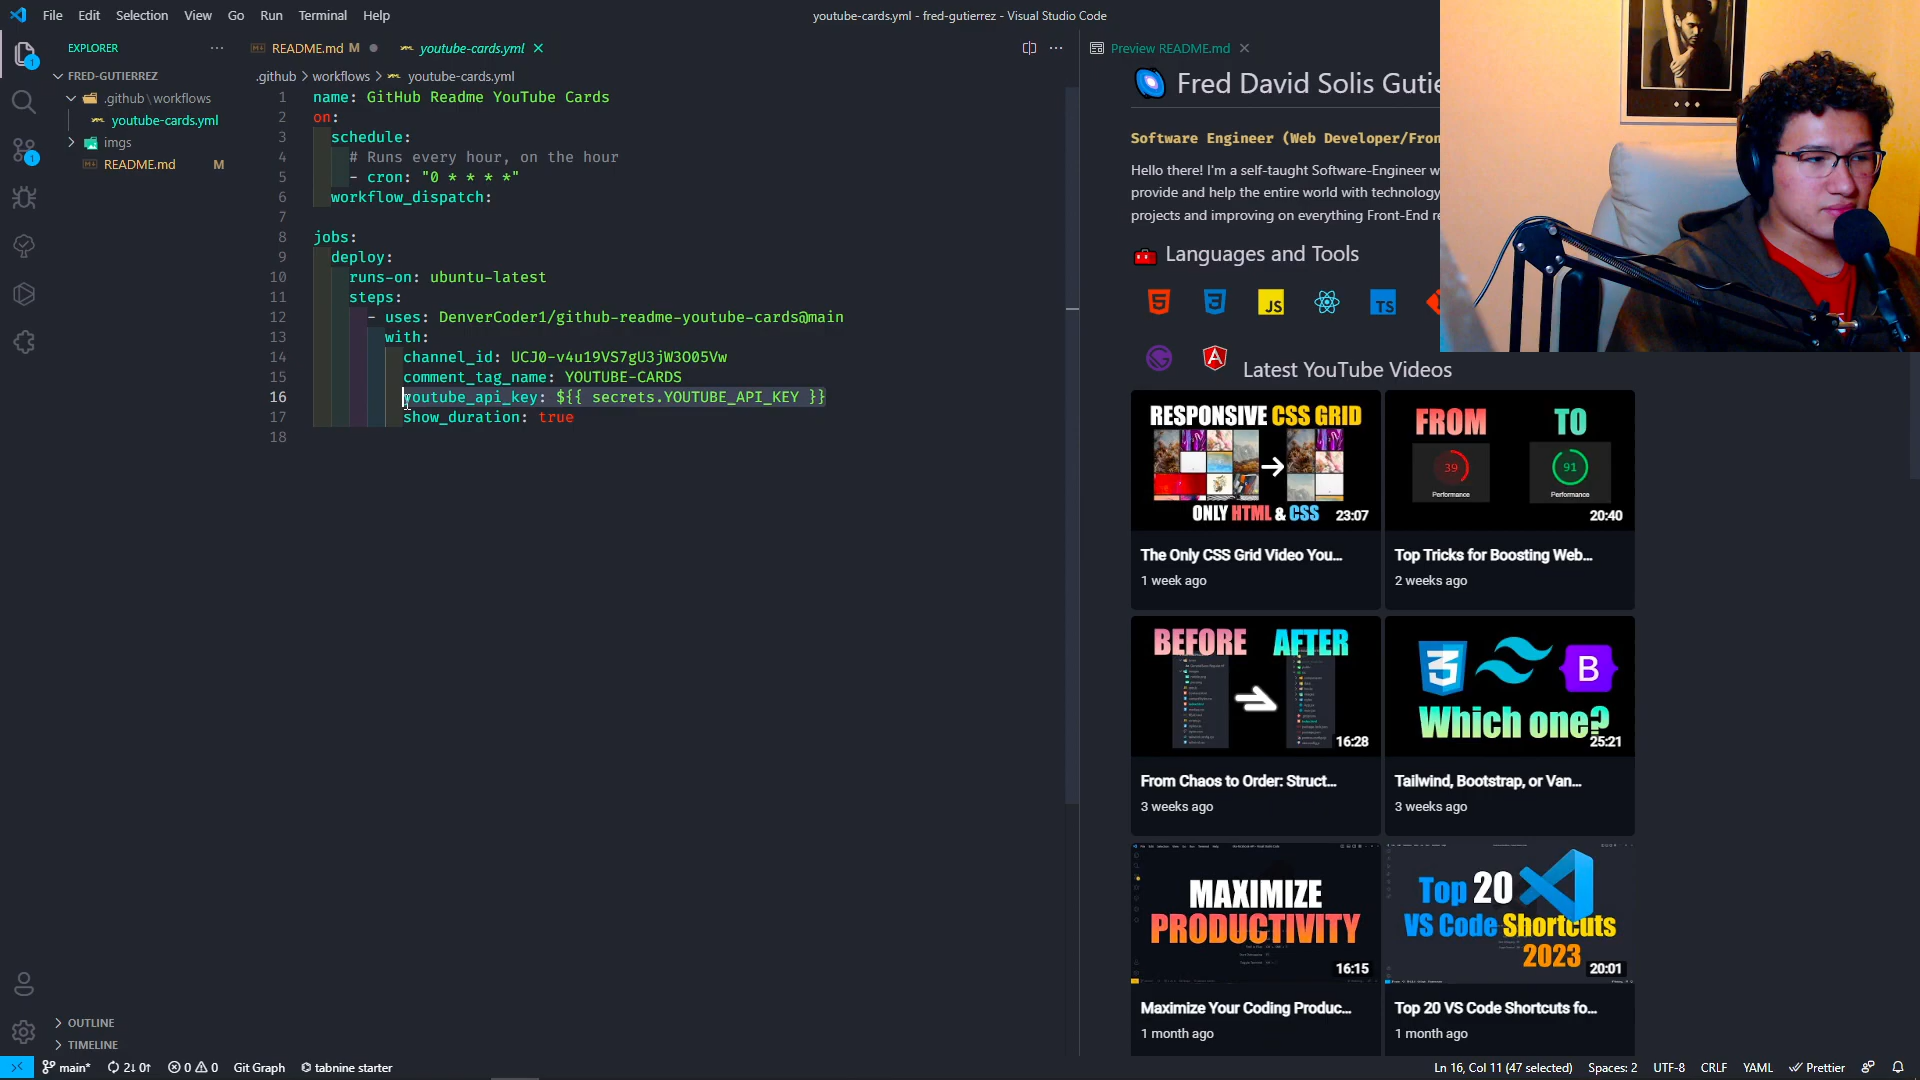 File Edit Selection View Go Run Terminal Help
youtube-cards.yml - fred-gutierrez - Visual Studio Code
EXPLORER
FRED-GUTIERREZ
.github\workflows
youtube-cards.yml
imgs
README.md M
README.md M
youtube-cards.yml
.github > workflows > youtube-cards.yml
1 name: GitHub Readme YouTube Cards
2 on:
3 schedule:
4 # Runs every hour, on the hour
5 - cron: "0 * * * *"
6 workflow_dispatch:
7
8 jobs:
9 deploy:
10 runs-on: ubuntu-latest
11 steps:
12 - uses: DenverCoder1/github-readme-youtube-cards@main
13 with:
14 channel_id: UCJ0-v4u19VS7gU3jW3O05Vw
15 comment_tag_name: YOUTUBE-CARDS
16 youtube_api_key: ${{ secrets.YOUTUBE_API_KEY }}
17 show_duration: true
18
Preview README.md
Fred David Solis Gutie
Software Engineer (Web Developer/Fron
Hello there! I'm a self-taught Software-Engineer w
provide and help the entire world with technology
projects and improving on everything Front-End re
Languages and Tools
5 3 JS TS
Latest YouTube Videos
RESPONSIVE CSS GRID
ONLY HTML & CSS
23:07
The Only CSS Grid Video You...
1 week ago
FROM TO
39 91
Performance Performance
20:40
Top Tricks for Boosting Web...
2 weeks ago
BEFORE AFTER
16:28
From Chaos to Order: Struct...
3 weeks ago
3 B
Which one?
25:21
Tailwind, Bootstrap, or Van...
3 weeks ago
MAXIMIZE
PRODUCTIVITY
16:15
Maximize Your Coding Produc...
1 month ago
Top 20
VS Code Shortcuts
2023
20:01
Top 20 VS Code Shortcuts fo...
1 month ago
OUTLINE
TIMELINE
main* 2↓ 0↑ 0 0 Git Graph tabnine starter
Ln 16, Col 11 (47 selected) Spaces: 2 UTF-8 CRLF YAML Prettier